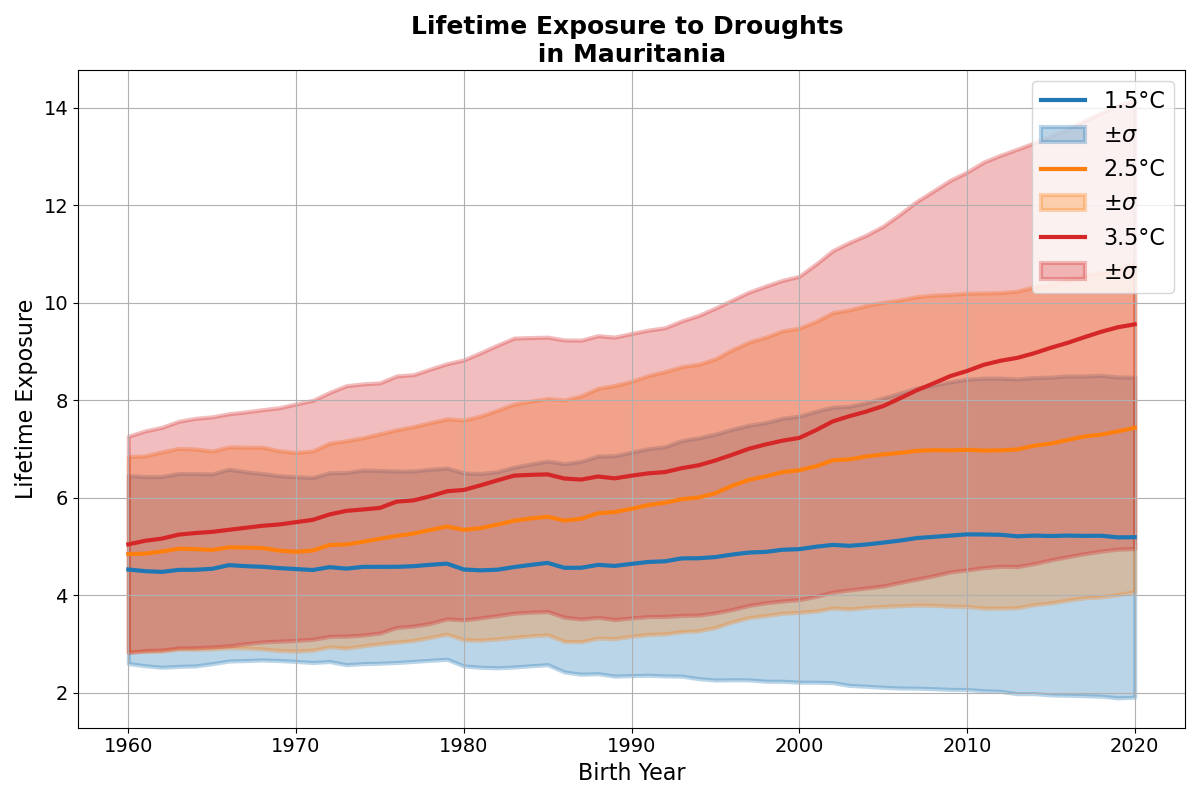 Lifetime Exposure to Droughts
in Mauritania
Lifetime Exposure
14
12
10
8
6
4
2
1960
1970
1980
1990
2000
2010
2020
Birth Year
1.5°C
±σ
2.5°C
±σ
3.5°C
±σ